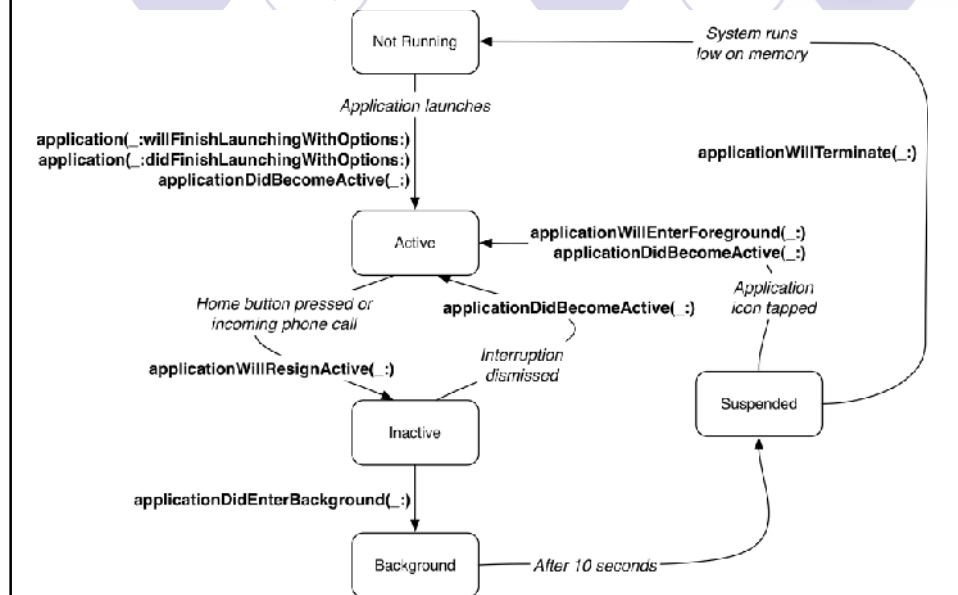 Not Running
System runs
low on memory
Application launches
application(_:willFinishLaunchingWithOptions:)
application(_:didFinishLaunchingWithOptions:)
applicationDidBecomeActive(_:)
applicationWillTerminate(_:)
Active
applicationWillEnterForeground(_:)
applicationDidBecomeActive(_:)
Application
icon tapped
Home button pressed or
incoming phone call
applicationDidBecomeActive(_:)
Interruption
dismissed
applicationWillResignActive(_:)
Suspended
Inactive
applicationDidEnterBackground(_:)
Background
After 10 seconds